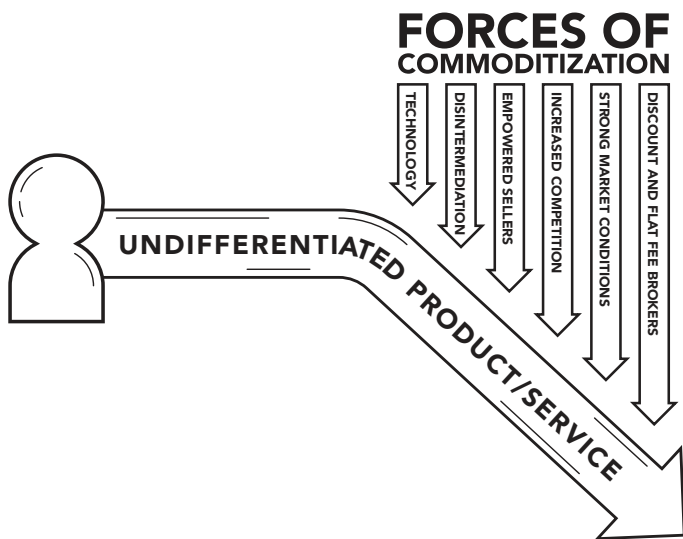 FORCES OF
COMMODITIZATION
TECHNOLOGY
DISINTERMEDIATION
EMPOWERED SELLERS
INCREASED COMPETITION
STRONG MARKET CONDITIONS
DISCOUNT AND FLAT FEE BROKERS
UNDIFFERENTIATED PRODUCT/SERVICE